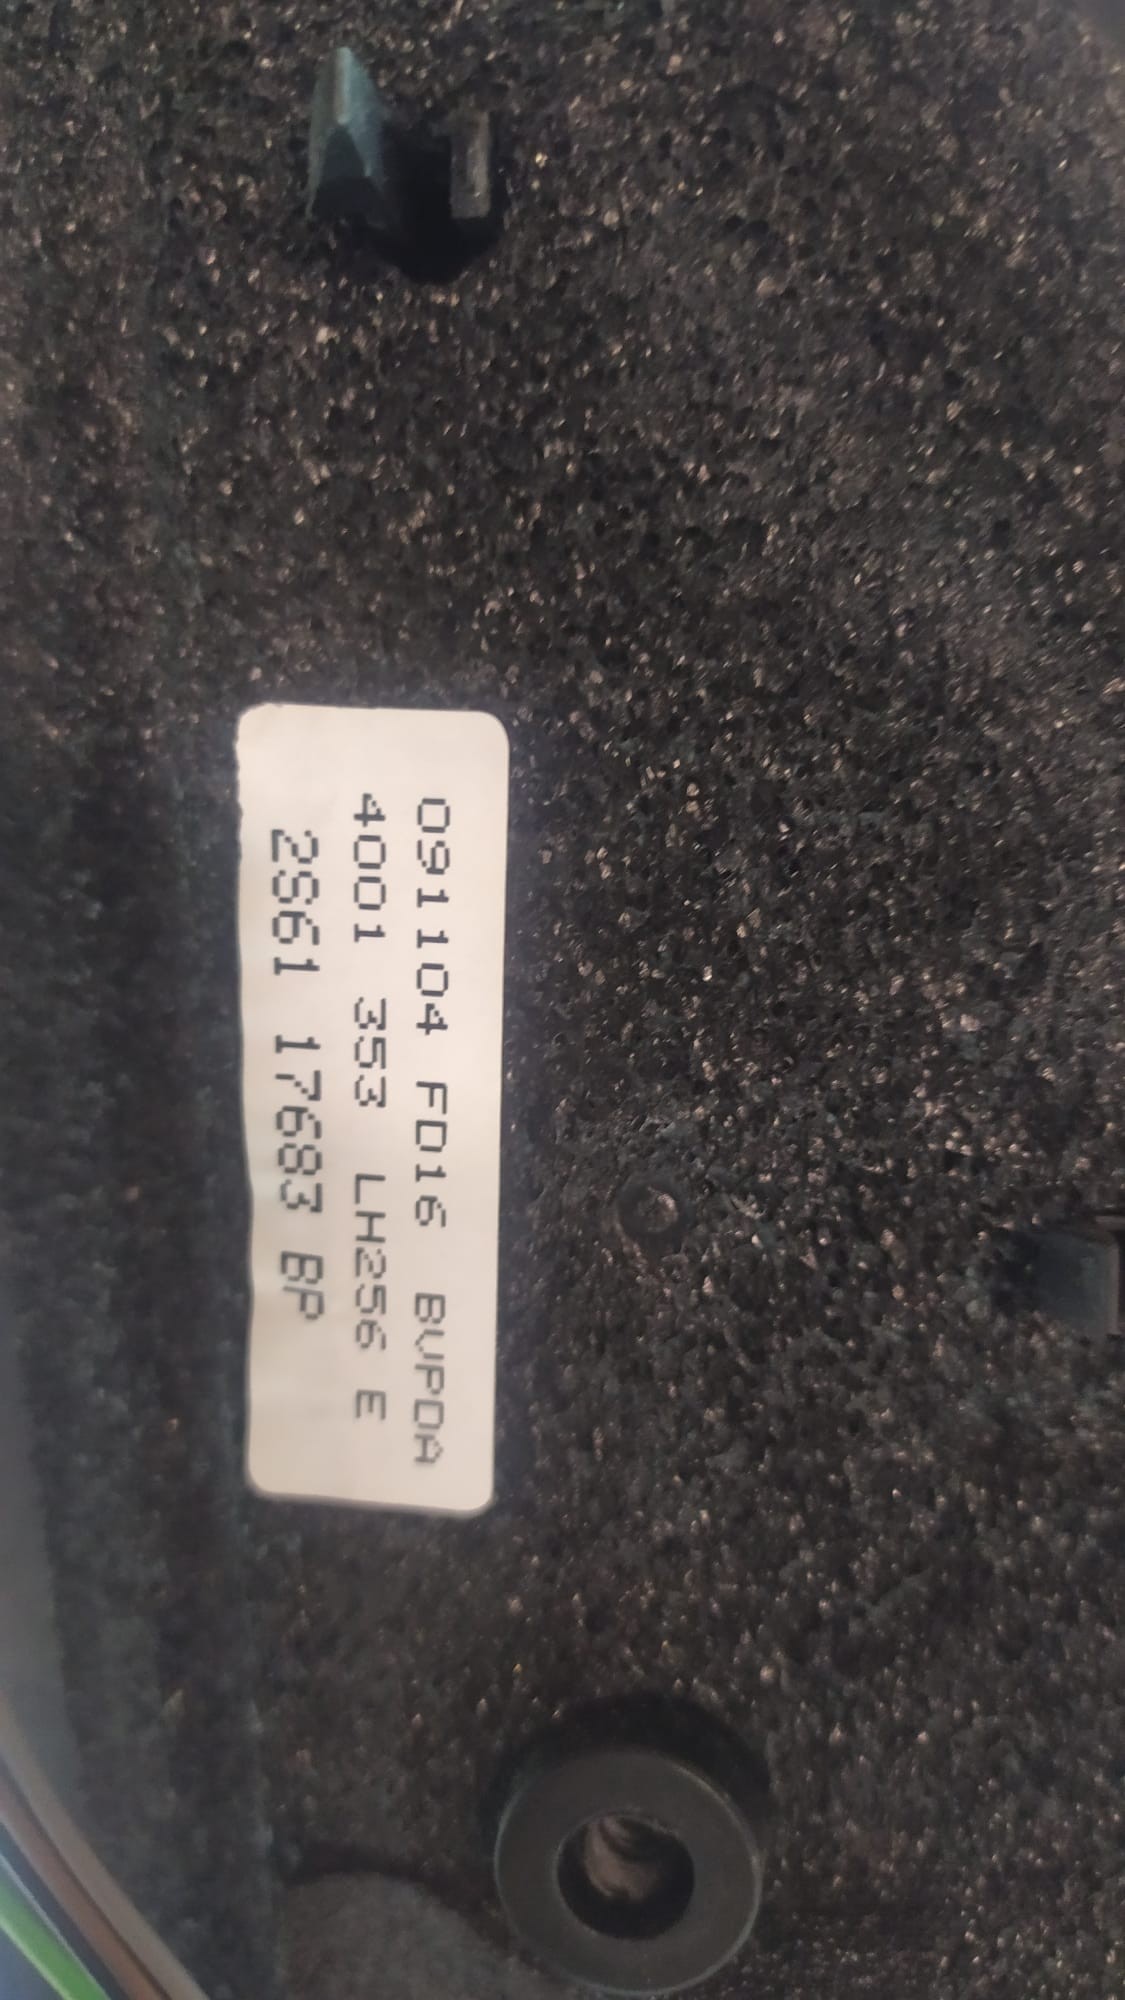 091104 FD16 BVPDA
4001 353 LH256 E
2S61 17683 BP